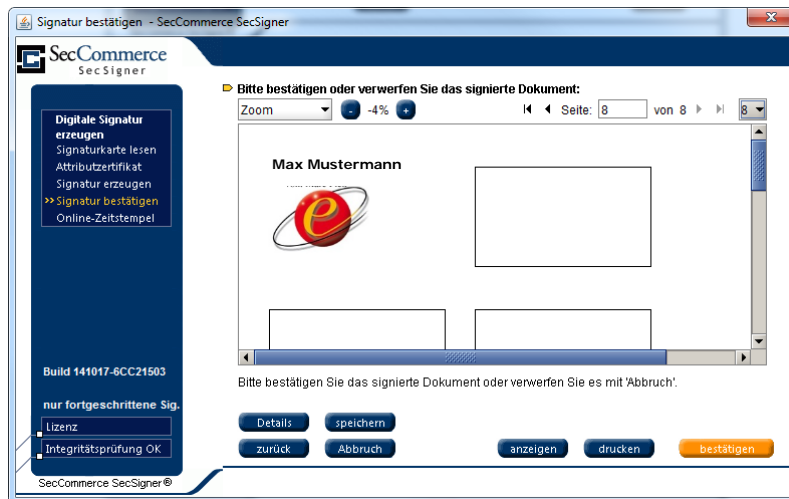 Signatur bestätigen - SecCommerce SecSigner
SecCommerce
SecSigner
Digitale Signatur
erzeugen
Signaturkarte lesen
Attributzertifikat
Signatur erzeugen
>> Signatur bestätigen
Online-Zeitstempel
Build 141017-6CC21503
nur fortgeschrittene Sig.
Lizenz
Integritätsprüfung OK
SecCommerce SecSigner®
Bitte bestätigen oder verwerfen Sie das signierte Dokument:
Zoom - -4% + Seite: 8 von 8 8
Max Mustermann
e
Bitte bestätigen Sie das signierte Dokument oder verwerfen Sie es mit 'Abbruch'.
Details speichern
zurück Abbruch anzeigen drucken bestätigen